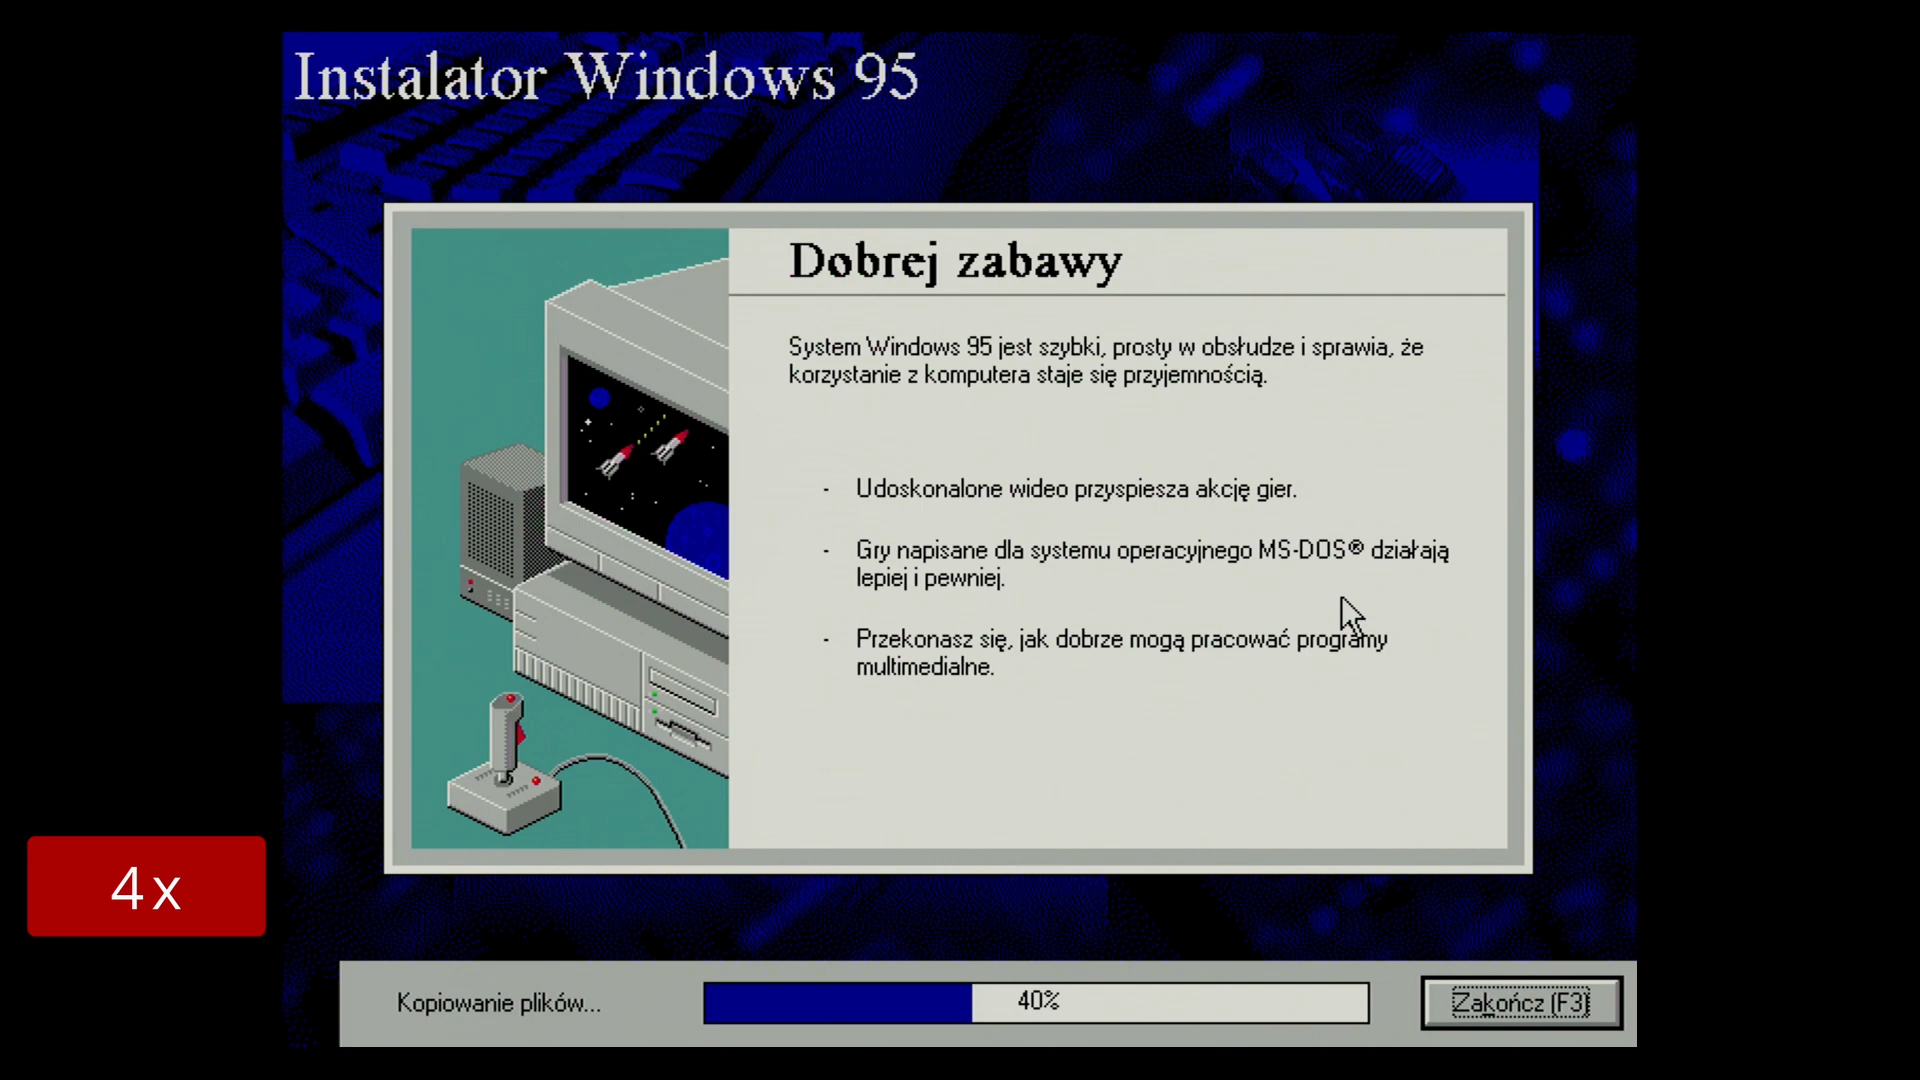 Instalator Windows 95
Dobrej zabawy
System Windows 95 jest szybki, prosty w obsłudze i sprawia, że
korzystanie z komputera staje się przyjemnością.
- Udoskonalone wideo przyspiesza akcję gier.
- Gry napisane dla systemu operacyjnego MS-DOS® działają
lepiej i pewniej.
- Przekonasz się, jak dobrze mogą pracować programy
multimedialne.
4x
Kopiowanie plików... 40% Zakończ (F3)